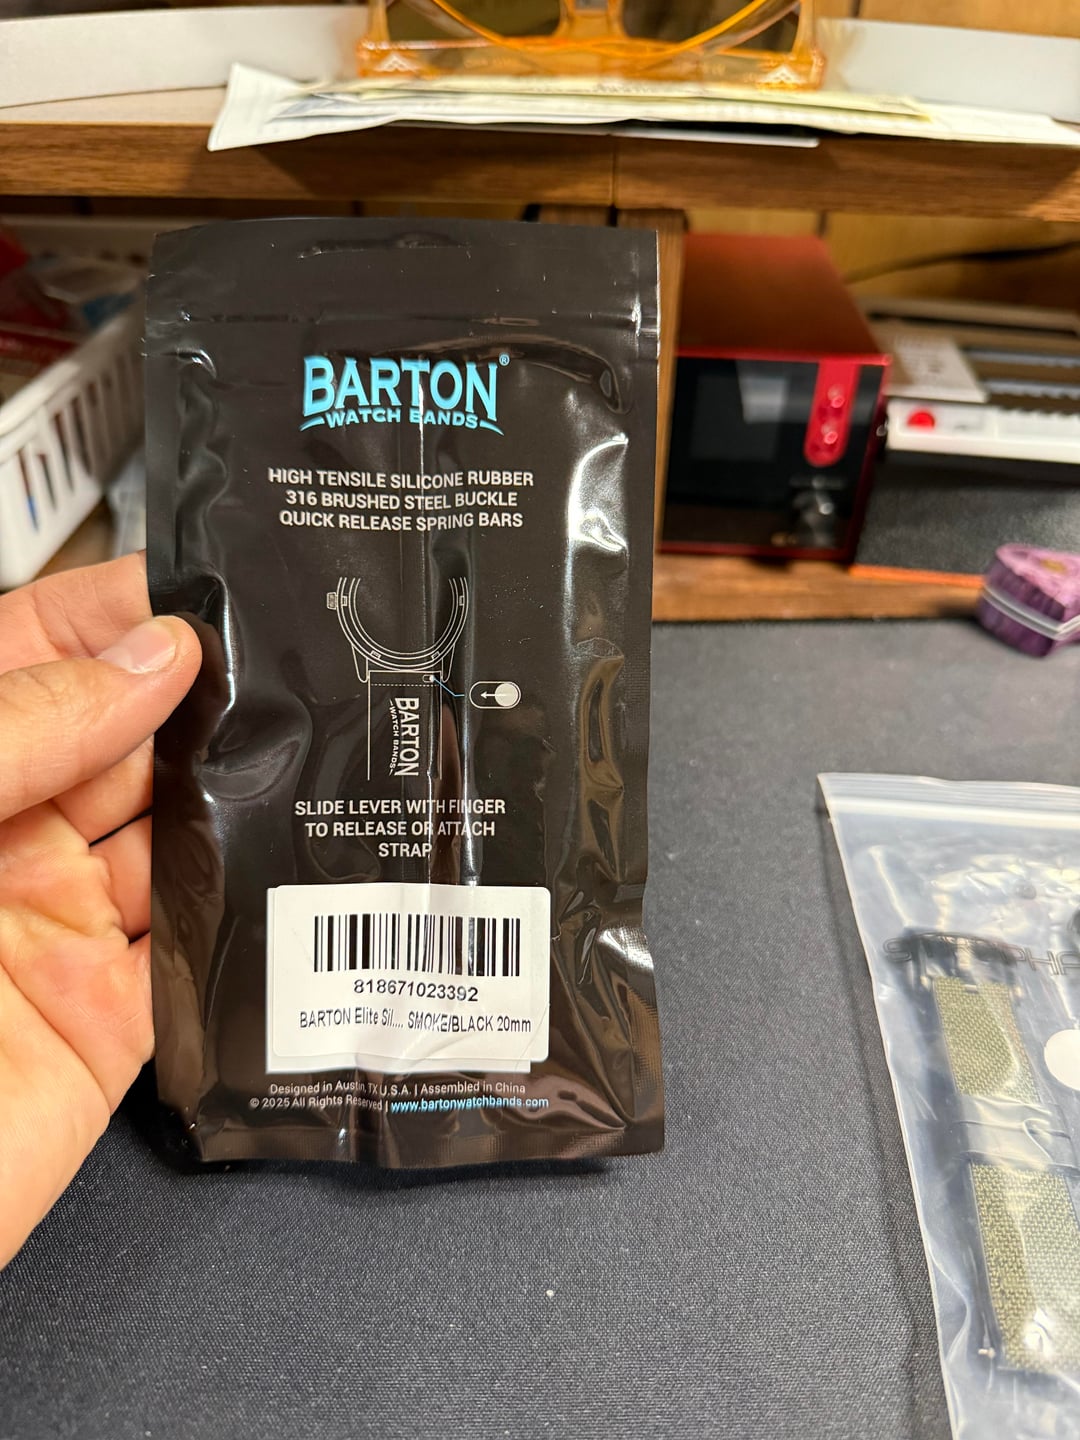 BARTON®
WATCH BANDS
HIGH TENSILE SILICONE RUBBER
316 BRUSHED STEEL BUCKLE
QUICK RELEASE SPRING BARS
BARTON
WATCH BANDS
SLIDE LEVER WITH FINGER
TO RELEASE OR ATTACH
STRAP
818671023392
BARTON Elite Sil.... SMOKE/BLACK 20mm
Designed in Austin, TX U.S.A. | Assembled in China
© 2025 All Rights Reserved | www.bartonwatchbands.com